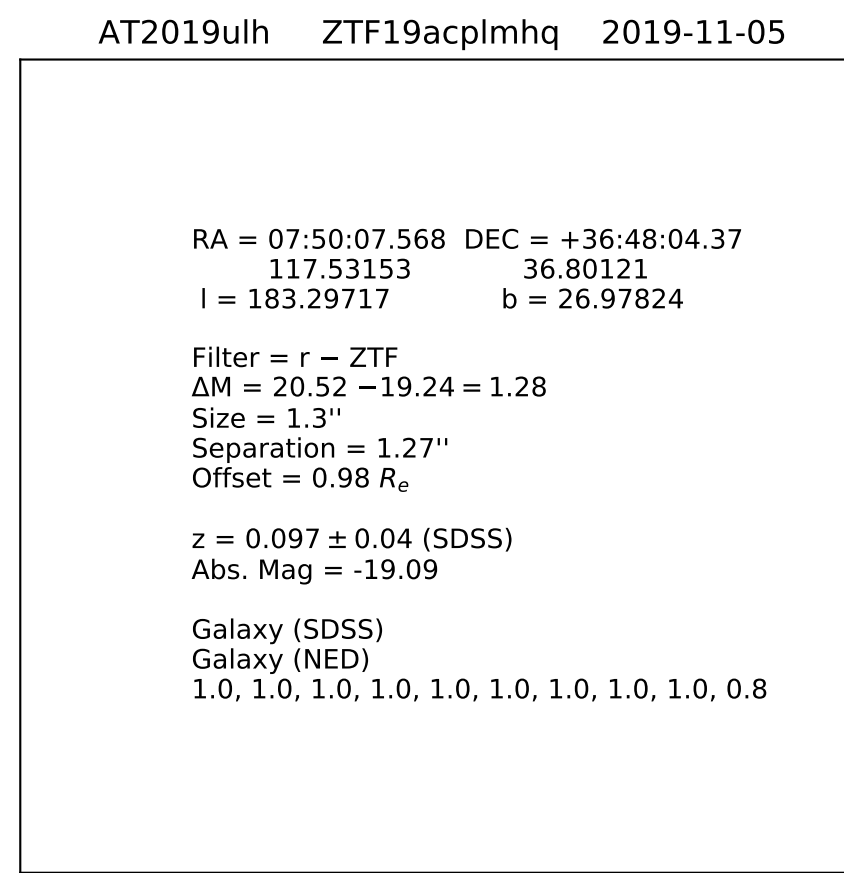 AT2019ulh ZTF19acplmhq 2019-11-05
RA = 07:50:07.568 DEC = +36:48:04.37
117.53153 36.80121
l = 183.29717 b = 26.97824
Filter = r − ZTF
ΔM = 20.52 −19.24 = 1.28
Size = 1.3''
Separation = 1.27''
Offset = 0.98 Re
z = 0.097 ± 0.04 (SDSS)
Abs. Mag = -19.09
Galaxy (SDSS)
Galaxy (NED)
1.0, 1.0, 1.0, 1.0, 1.0, 1.0, 1.0, 1.0, 1.0, 0.8